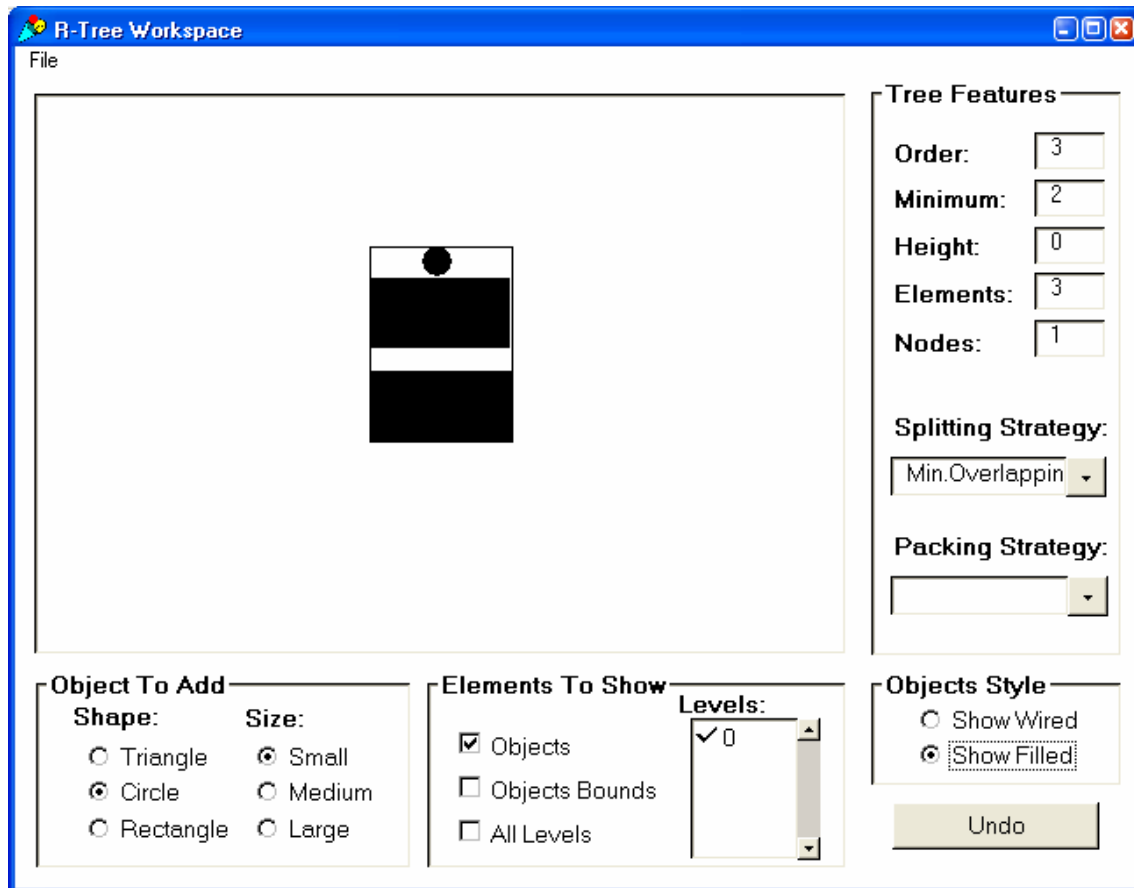 R-Tree Workspace
File
Tree Features
Order: 3
Minimum: 2
Height: 0
Elements: 3
Nodes: 1
Splitting Strategy:
Min.Overlappin
Packing Strategy:
Object To Add
Shape:
Size:
Triangle
Small
Circle
Medium
Rectangle
Large
Elements To Show
Levels:
Objects
0
Objects Bounds
All Levels
Objects Style
Show Wired
Show Filled
Undo